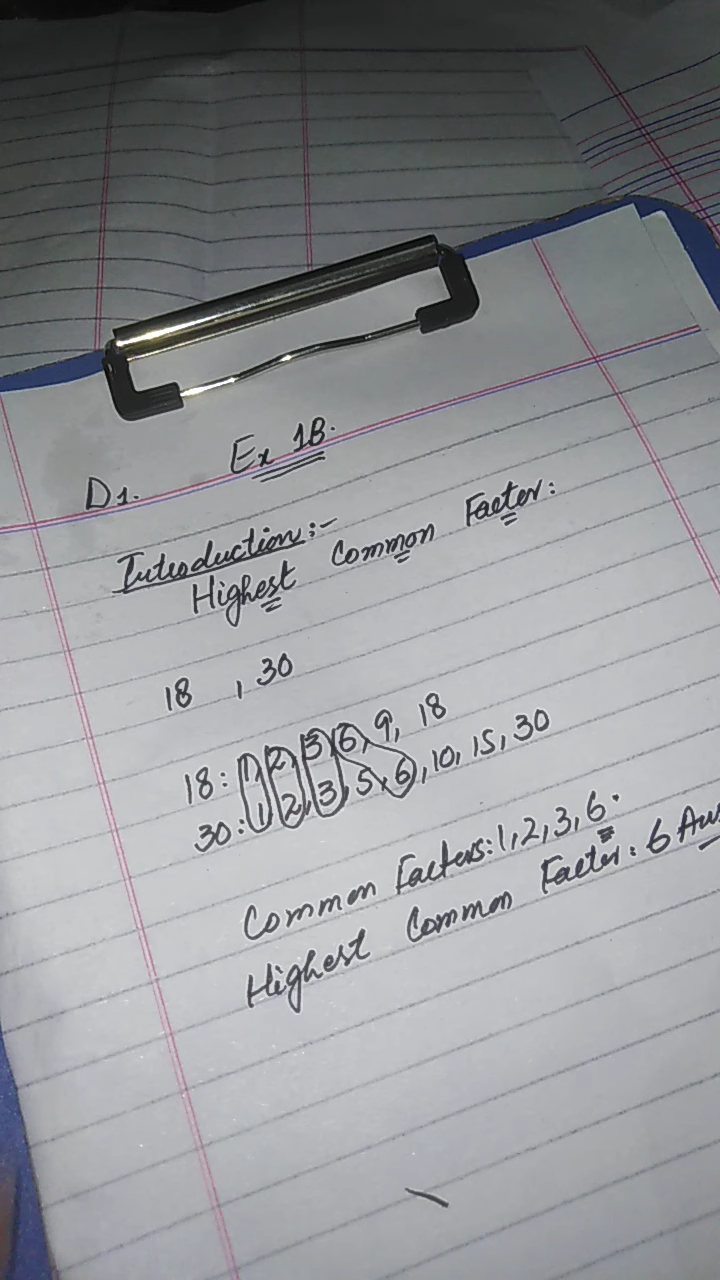 Ex 1B.
D1.
Introduction:-
Highest Common Factor:
18 , 30
18: 1, 2, 3, 6, 9, 18
30: 1, 2, 3, 5, 6, 10, 15, 30
Common Factors: 1, 2, 3, 6.
Highest Common Factor: 6 Ans